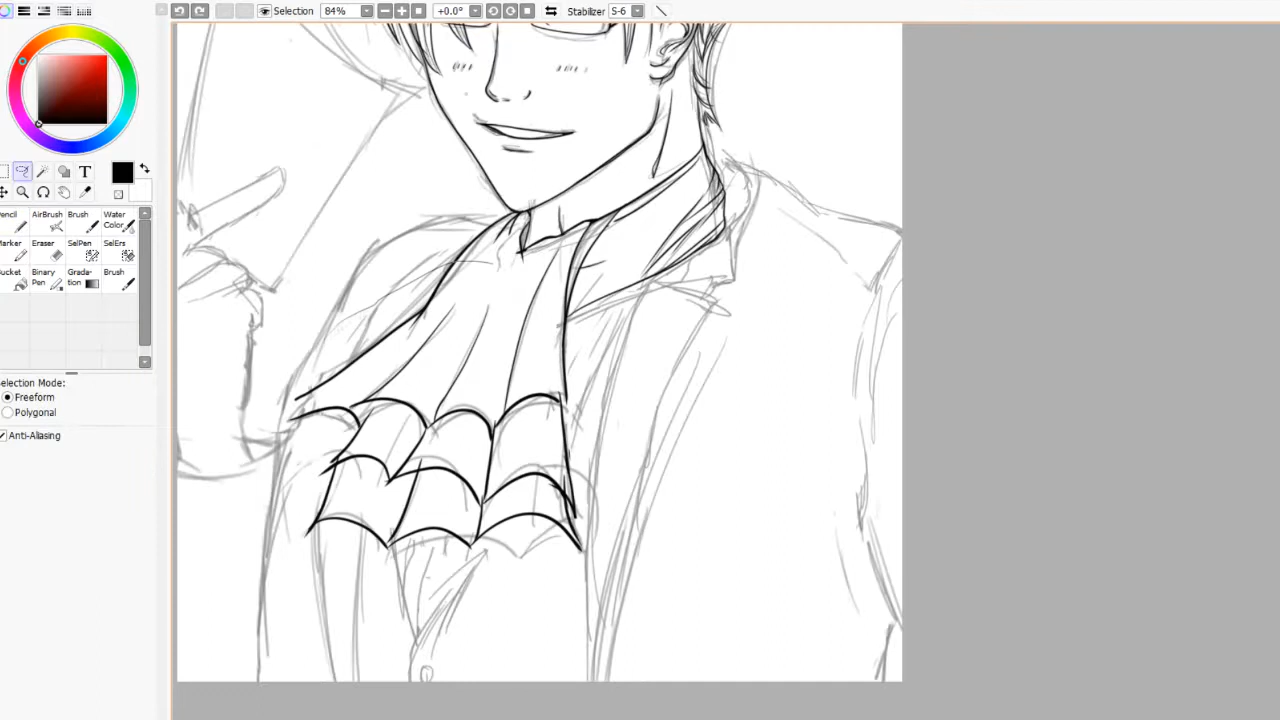 Selection 84% +0.0° Stabilizer S-6
T
encil AirBrush Brush Water Color
Marker Eraser SelPen SelErs
Bucket Binary Pen Grada-tion Brush
Selection Mode:
Freeform
Polygonal
Anti-Aliasing